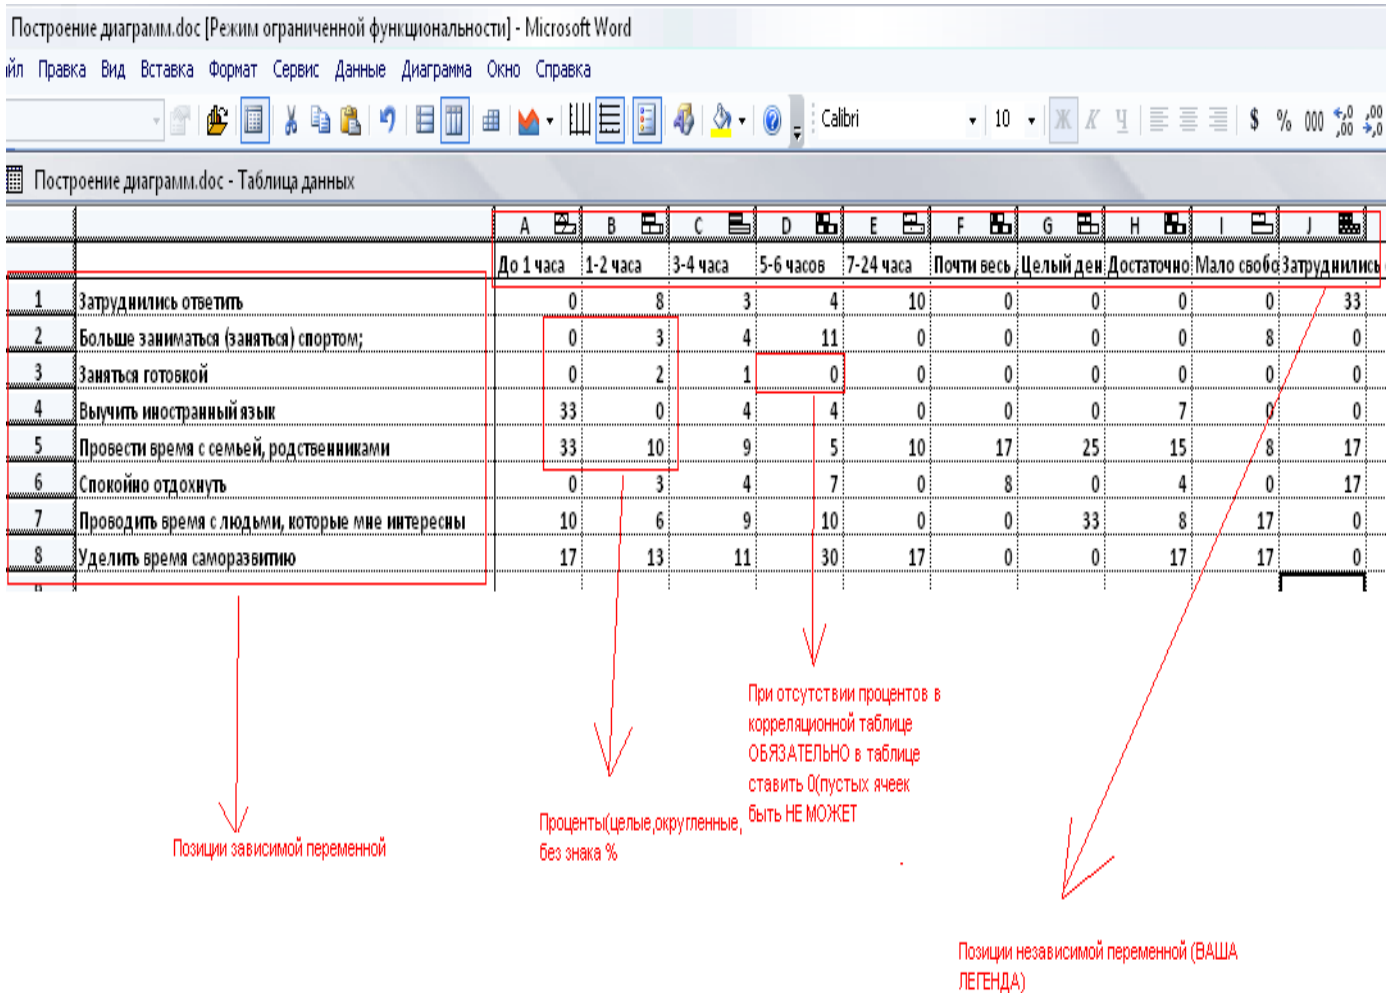 Построение диаграмм.doc [Режим ограниченной функциональности] - Microsoft Word
йл Правка Вид Вставка Формат Сервис Данные Диаграмма Окно Справка
Calibri 10 Ж К Ч $ % 000 ,0 ,00 ,00 ,0
Построение диаграмм.doc - Таблица данных
A B C D E F G H I J
До 1 часа 1-2 часа 3-4 часа 5-6 часов 7-24 часа Почти весь Целый ден Достаточно Мало свобо Затруднились
1 Затруднились ответить 0 8 3 4 10 0 0 0 0 33
2 Больше заниматься (заняться) спортом; 0 3 4 11 0 0 0 0 8 0
3 Заняться готовкой 0 2 1 0 0 0 0 0 0 0
4 Выучить иностранный язык 33 0 4 4 0 0 0 7 0 0
5 Провести время с семьей, родственниками 33 10 9 5 10 17 25 15 8 17
6 Спокойно отдохнуть 0 3 4 7 0 8 0 4 0 17
7 Проводить время с людьми, которые мне интересны 10 6 9 10 0 0 33 8 17 0
8 Уделить время саморазвитию 17 13 11 30 17 0 0 17 17 0
При отсутствии процентов в
корреляционной таблице
ОБЯЗАТЕЛЬНО в таблице
ставить 0(пустых ячеек
быть НЕ МОЖЕТ
Проценты(целые,округленные,
без знака %
Позиции зависимой переменной
Позиции независимой переменной (ВАША
ЛЕГЕНДА)